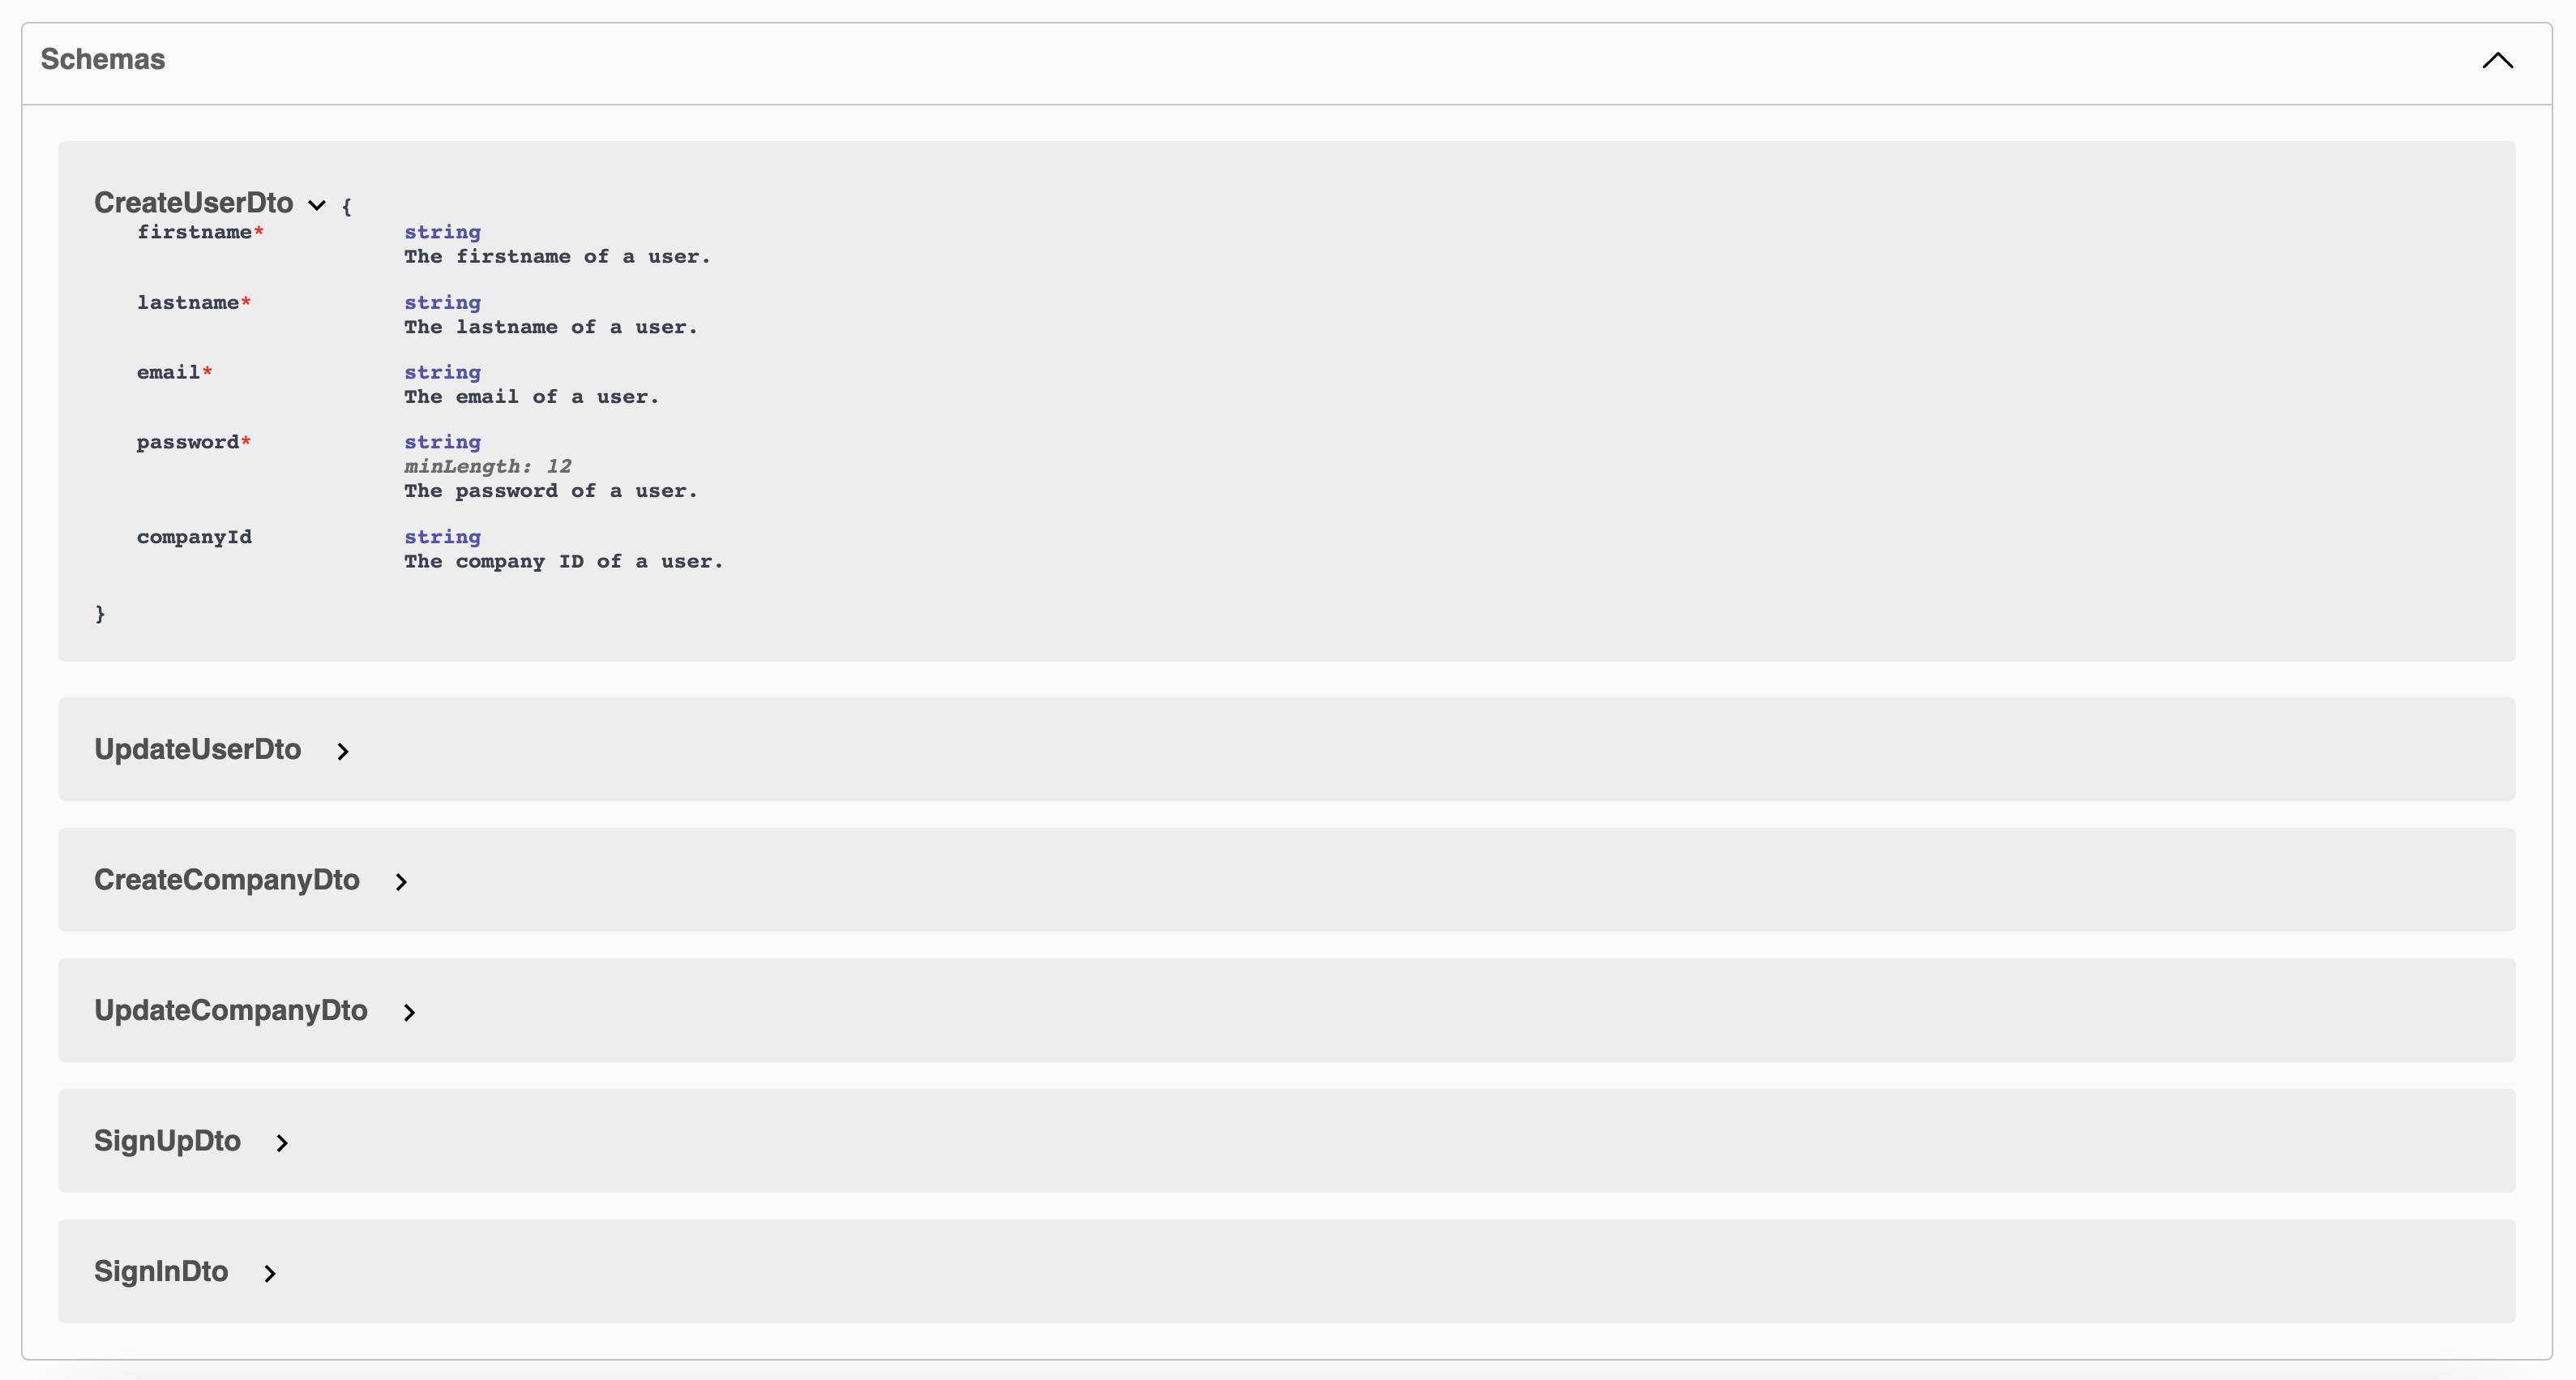 Schemas
CreateUserDto {
firstname* string
The firstname of a user.
lastname* string
The lastname of a user.
email* string
The email of a user.
password* string
minLength: 12
The password of a user.
companyId string
The company ID of a user.
}
UpdateUserDto
CreateCompanyDto
UpdateCompanyDto
SignUpDto
SignInDto